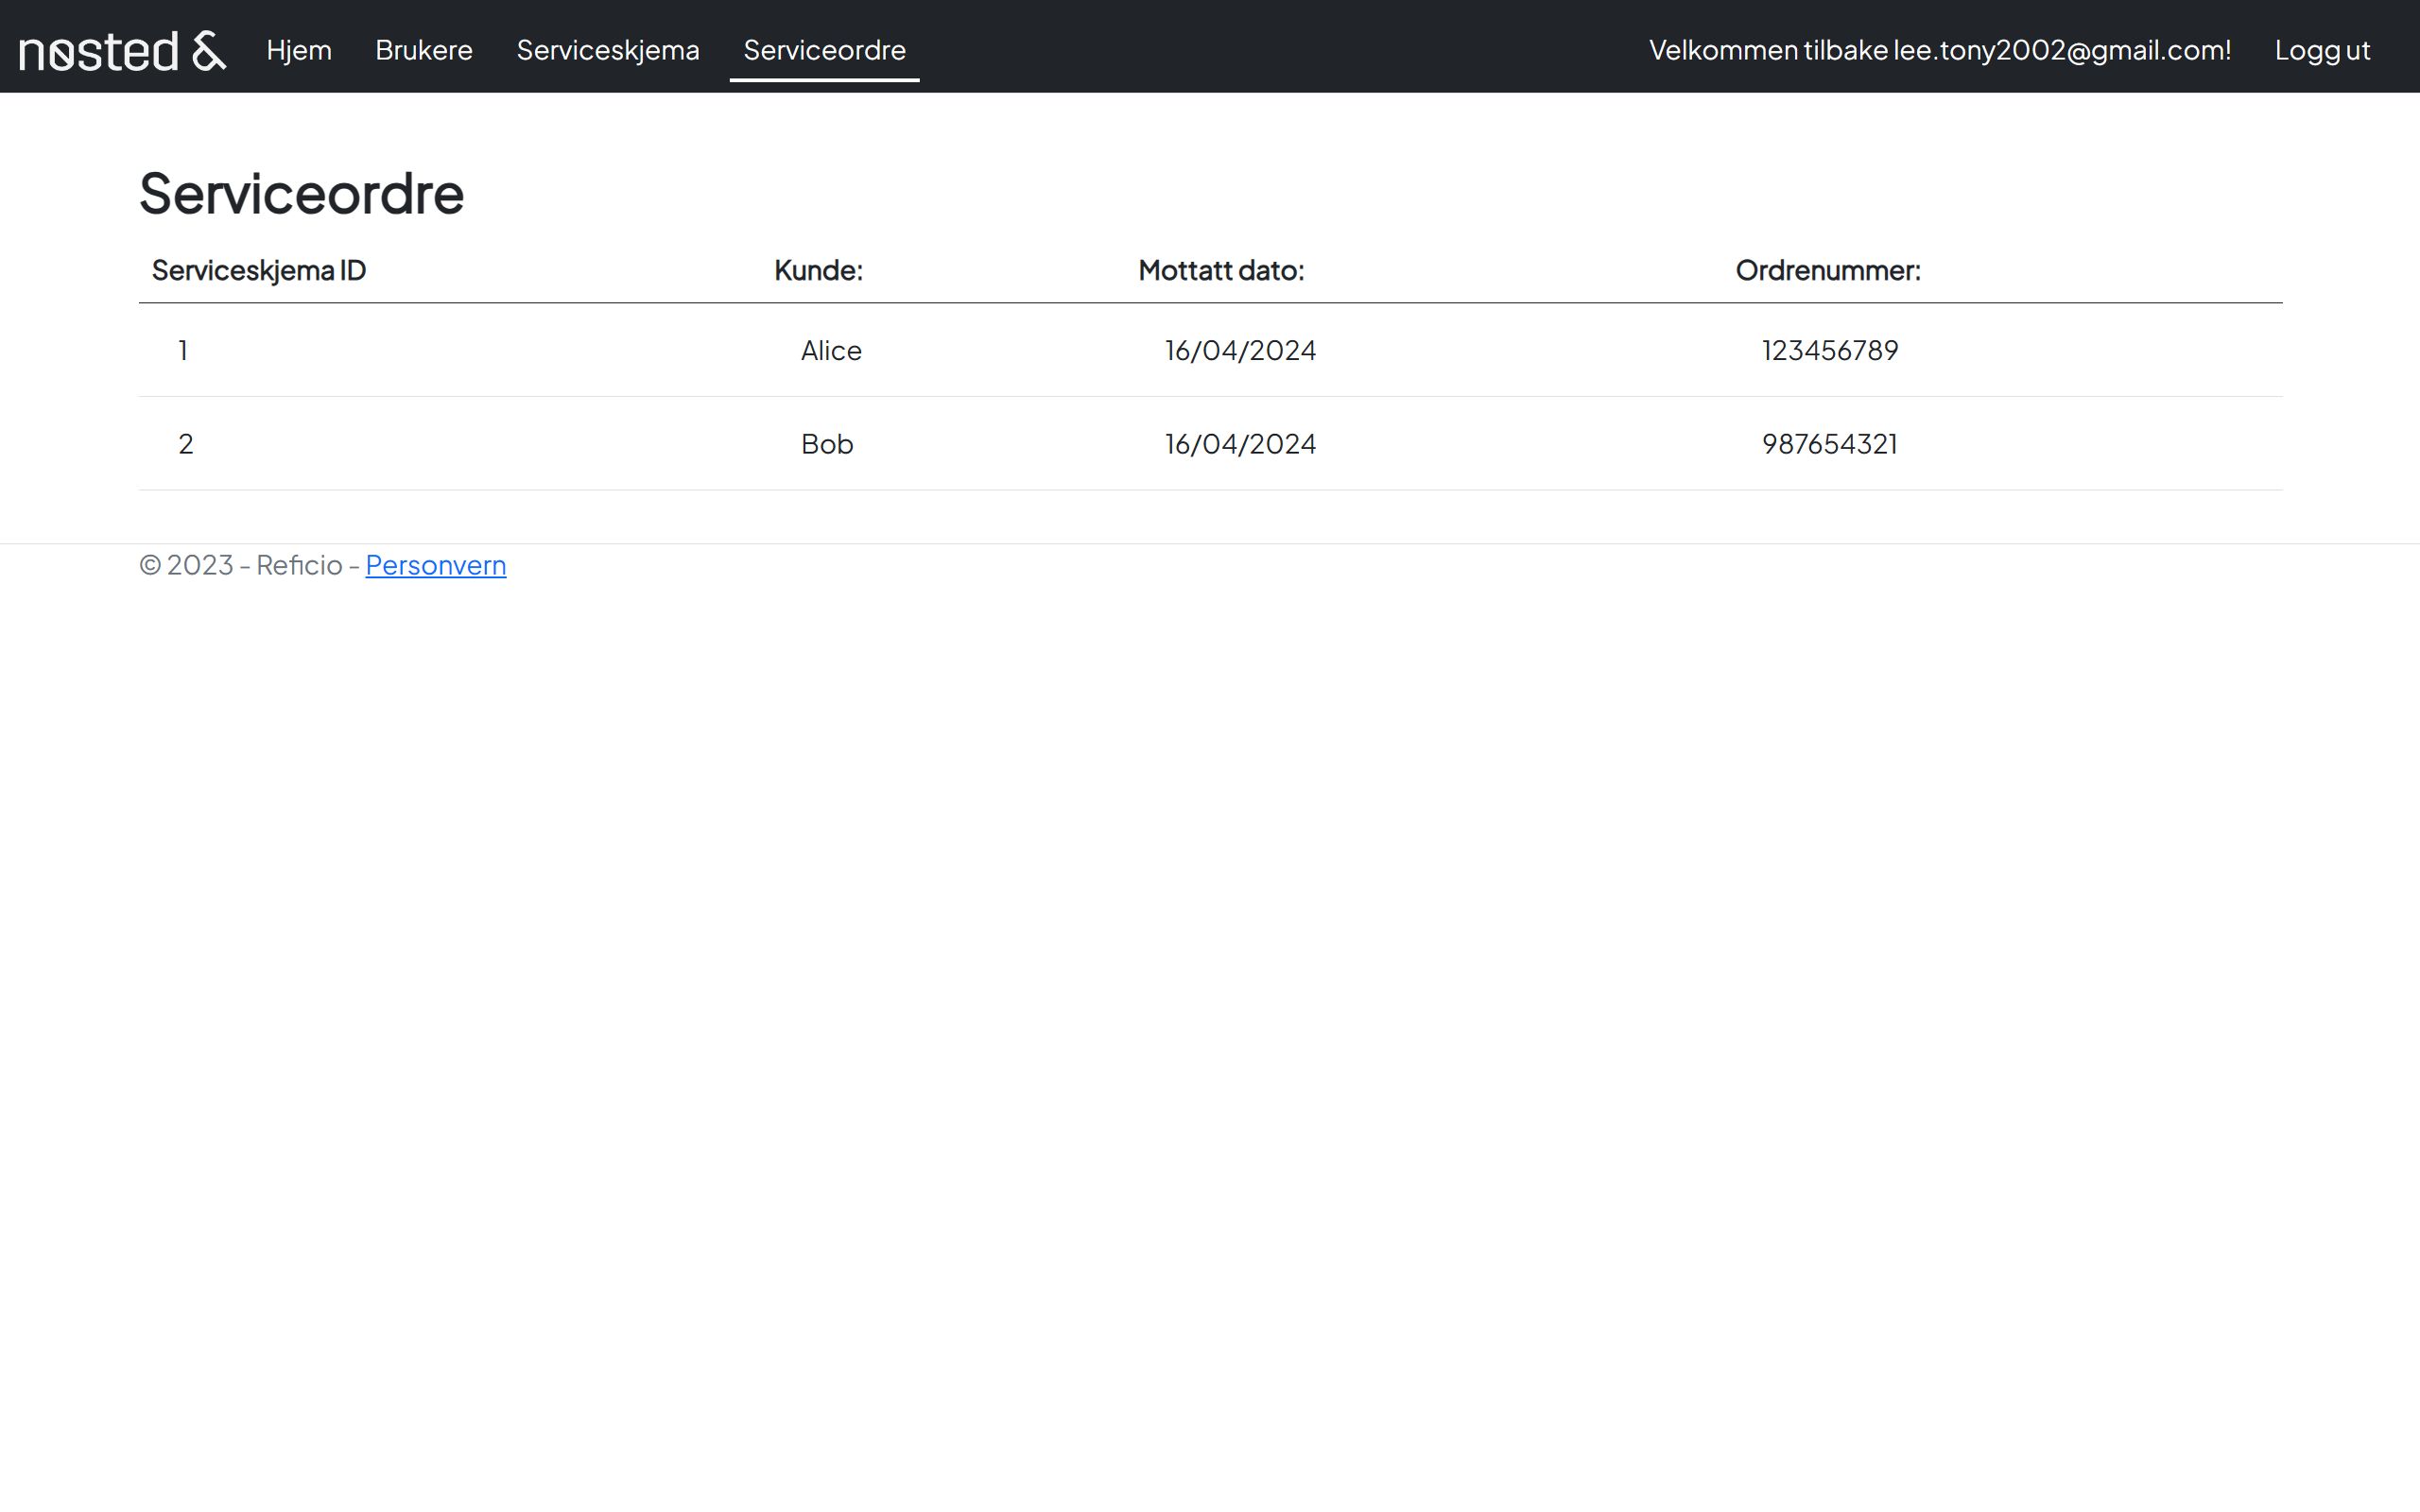 nøsted & Hjem Brukere Serviceskjema Serviceordre Velkommen tilbake lee.tony2002@gmail.com! Logg ut
Serviceordre
Serviceskjema ID Kunde: Mottatt dato: Ordrenummer:
1 Alice 16/04/2024 123456789
2 Bob 16/04/2024 987654321
© 2023 - Reficio - Personvern